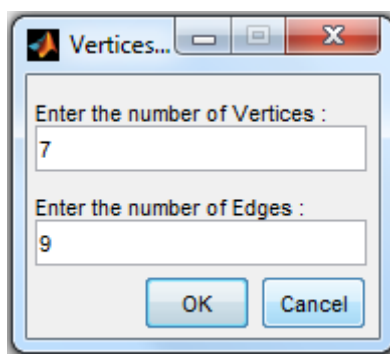 Vertices...
Enter the number of Vertices :
7
Enter the number of Edges :
9
OK Cancel